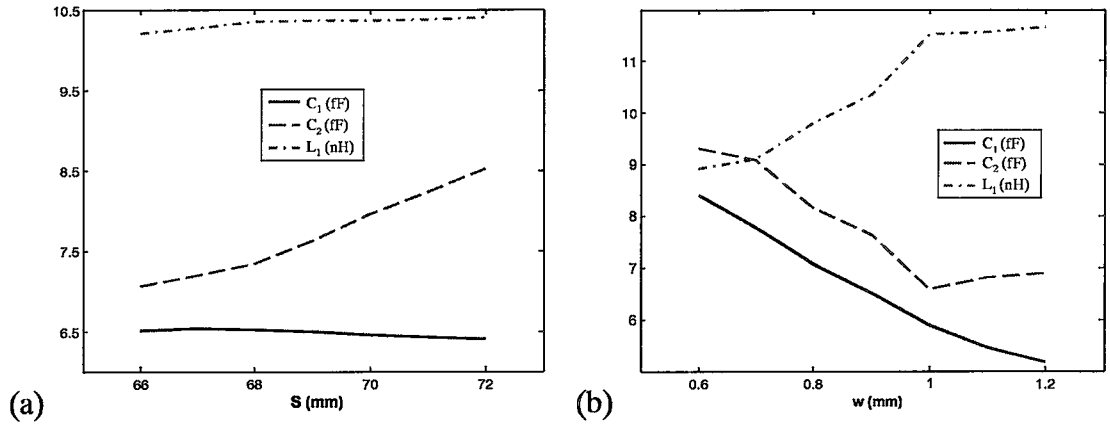 10.5
9.5
8.5
7.5
6.5
66
68
70
72
S (mm)
C₁ (fF)
C₂ (fF)
L₁ (nH)
(a)
11
10
9
8
7
6
0.6
0.8
1
1.2
w (mm)
C₁ (fF)
C₂ (fF)
L₁ (nH)
(b)